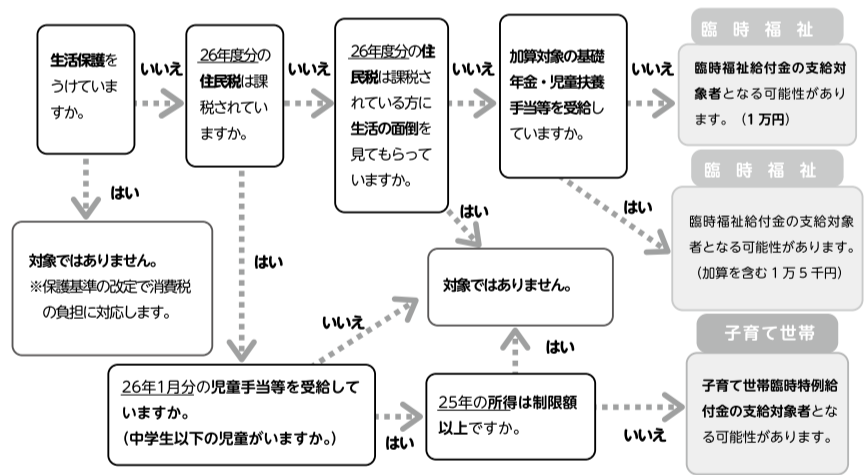 生活保護を
うけていま
すか。
いいえ
26年度分の
住民税は課
税されてい
ますか。
いいえ
26年度分の住
民税は課税さ
れている方に
生活の面倒を
見てもらって
いますか。
いいえ
加算対象の基礎
年金・児童扶養
手当等を受給し
ていますか。
いいえ
臨時福祉
臨時福祉給付金の支給対
象者となる可能性があり
ます。（1万円）
はい
はい
はい
はい
臨時福祉
臨時福祉給付金の支給対象
者となる可能性があります。
（加算を含む1万5千円）
対象ではありません。
※保護基準の改定で消費税
の負担に対応します。
対象ではありません。
いいえ
はい
子育て世帯
26年1月分の児童手当等を受給して
いますか。
（中学生以下の児童がいますか。）
はい
25年の所得は制限額
以上ですか。
いいえ
子育て世帯臨時特例給
付金の支給対象者とな
る可能性があります。